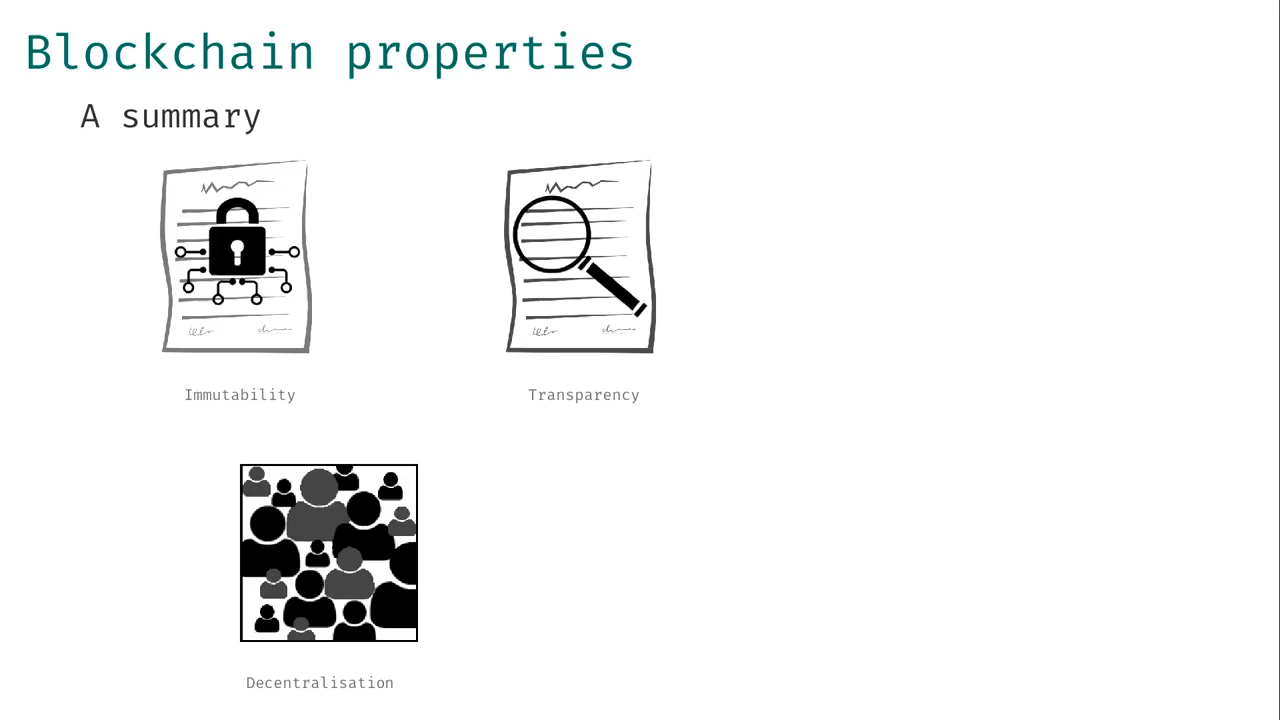 Blockchain properties
A summary
Immutability
Transparency
Decentralisation